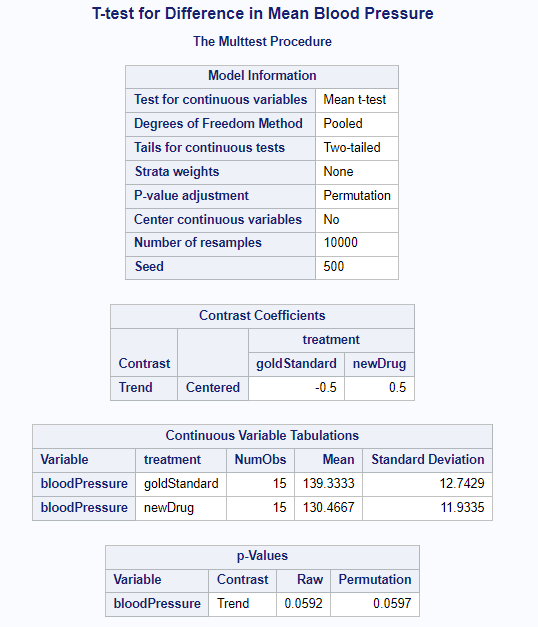 T-test for Difference in Mean Blood Pressure
The Multtest Procedure
Model Information
Test for continuous variables Mean t-test
Degrees of Freedom Method Pooled
Tails for continuous tests Two-tailed
Strata weights None
P-value adjustment Permutation
Center continuous variables No
Number of resamples 10000
Seed 500
Contrast Coefficients
treatment
Contrast goldStandard newDrug
Trend Centered -0.5 0.5
Continuous Variable Tabulations
Variable treatment NumObs Mean Standard Deviation
bloodPressure goldStandard 15 139.3333 12.7429
bloodPressure newDrug 15 130.4667 11.9335
p-Values
Variable Contrast Raw Permutation
bloodPressure Trend 0.0592 0.0597